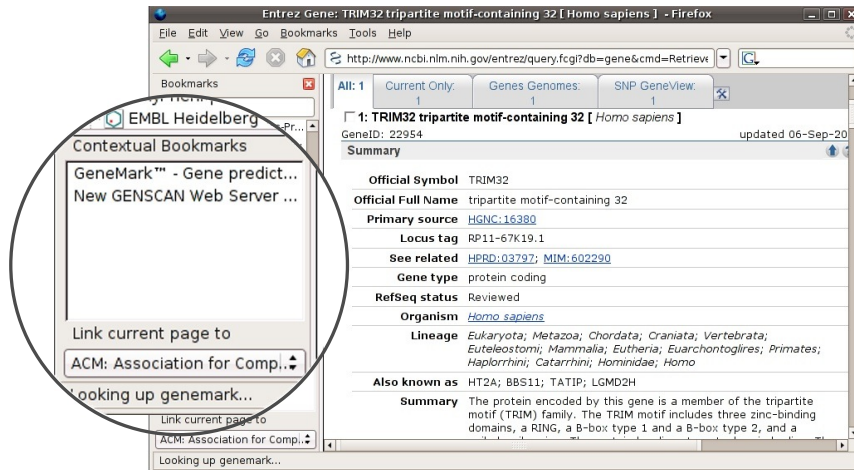 Entrez Gene: TRIM32 tripartite motif-containing 32 [ Homo sapiens ] - Firefox
File Edit View Go Bookmarks Tools Help
http://www.ncbi.nlm.nih.gov/entrez/query.fcgi?db=gene&cmd=Retrieve
G
Bookmarks
EMBL Heidelberg
Contextual Bookmarks
GeneMark™ - Gene predict...
New GENSCAN Web Server ...
Link current page to
ACM: Association for Comp...
Looking up genemark...
Link current page to
ACM: Association for Comp...
All: 1
Current Only: 1
Genes Genomes: 1
SNP GeneView: 1
1: TRIM32 tripartite motif-containing 32 [ Homo sapiens ]
GeneID: 22954 updated 06-Sep-20
Summary
Official Symbol TRIM32
Official Full Name tripartite motif-containing 32
Primary source HGNC:16380
Locus tag RP11-67K19.1
See related HPRD:03797; MIM:602290
Gene type protein coding
RefSeq status Reviewed
Organism Homo sapiens
Lineage Eukaryota; Metazoa; Chordata; Craniata; Vertebrata;
Euteleostomi; Mammalia; Eutheria; Euarchontoglires; Primates;
Haplorrhini; Catarrhini; Hominidae; Homo
Also known as HT2A; BBS11; TATIP; LGMD2H
Summary The protein encoded by this gene is a member of the tripartite
motif (TRIM) family. The TRIM motif includes three zinc-binding
domains, a RING, a B-box type 1 and a B-box type 2, and a
Looking up genemark...